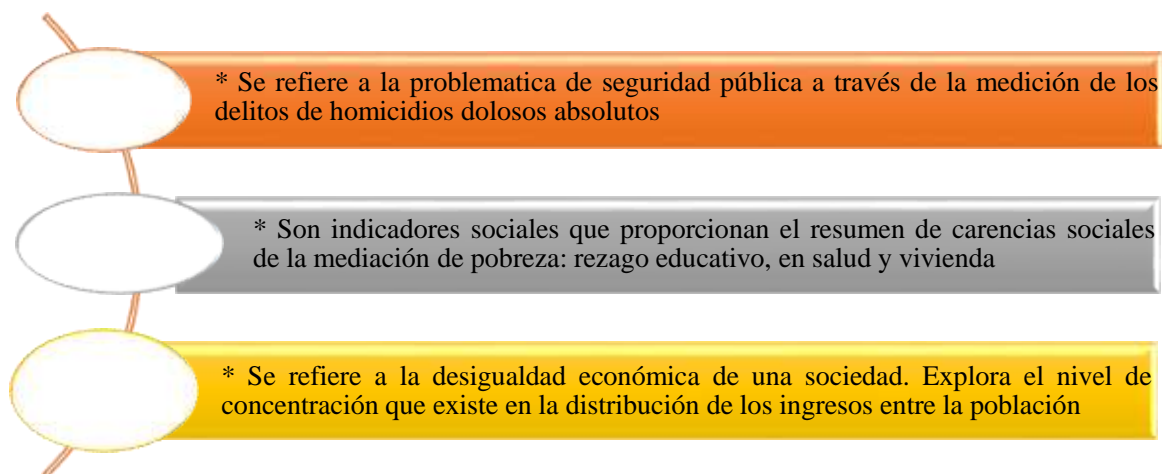 * Se refiere a la problematica de seguridad pública a través de la medición de los
delitos de homicidios dolosos absolutos
* Son indicadores sociales que proporcionan el resumen de carencias sociales
de la mediación de pobreza: rezago educativo, en salud y vivienda
* Se refiere a la desigualdad económica de una sociedad. Explora el nivel de
concentración que existe en la distribución de los ingresos entre la población